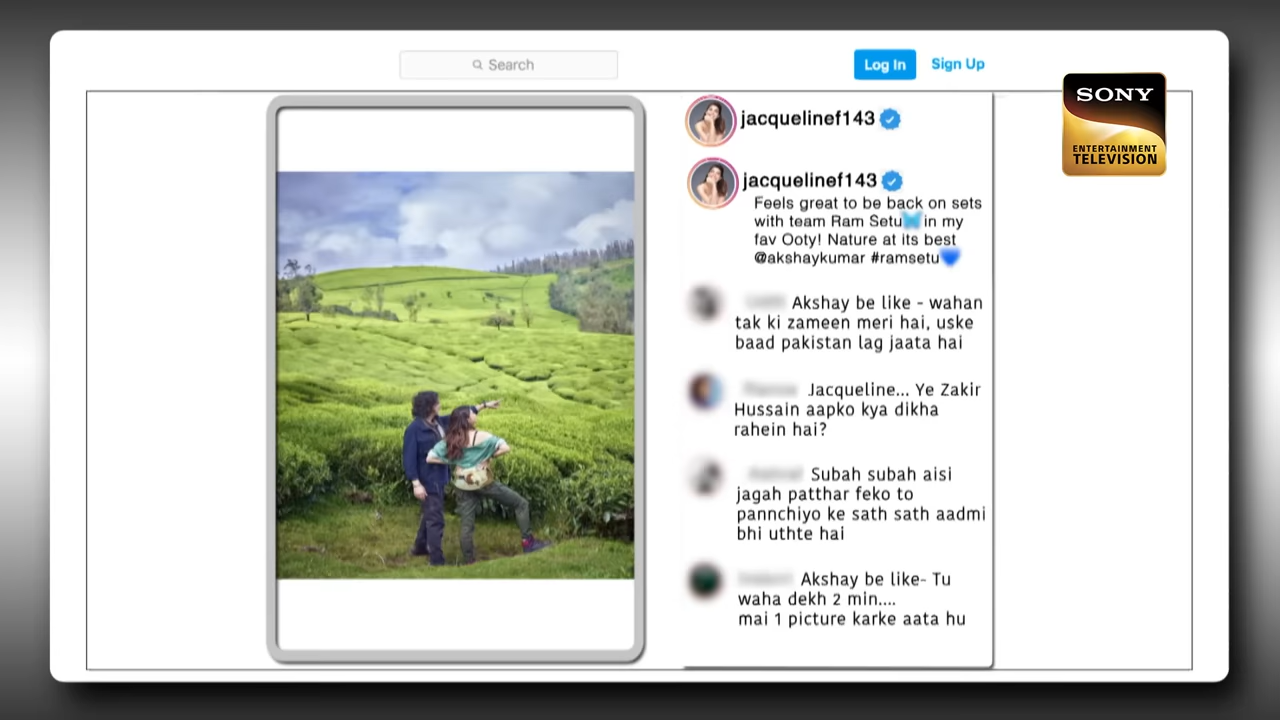 Search
Log In
Sign Up
SONY
ENTERTAINMENT
TELEVISION
jacquelinef143
jacquelinef143
Feels great to be back on sets
with team Ram Setu🦋in my
fav Ooty! Nature at its best
@akshaykumar #ramsetu💙
Akshay be like - wahan
tak ki zameen meri hai, uske
baad pakistan lag jaata hai
Jacqueline... Ye Zakir
Hussain aapko kya dikha
rahein hai?
Subah subah aisi
jagah patthar feko to
pannchiyo ke sath sath aadmi
bhi uthte hai
Akshay be like- Tu
waha dekh 2 min....
mai 1 picture karke aata hu